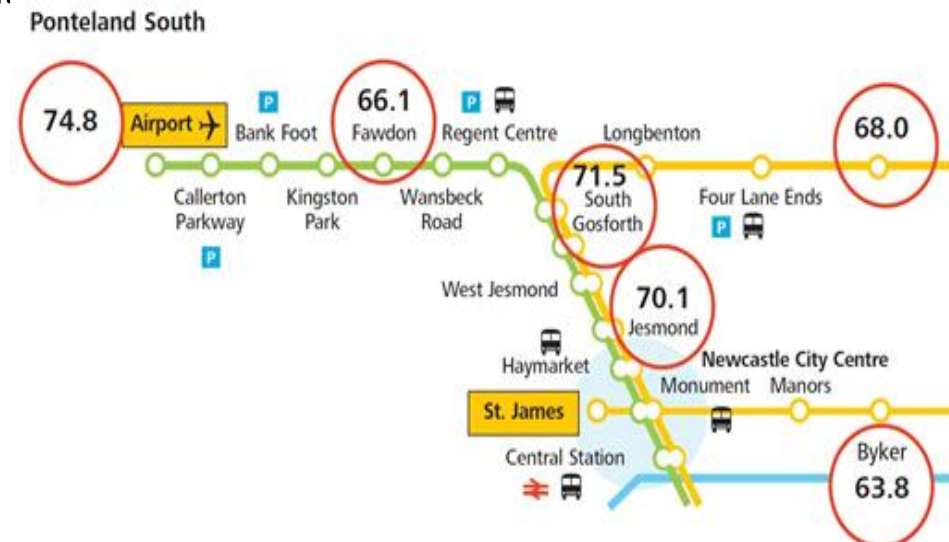 Ponteland South
74.8
Airport
P
Bank Foot
66.1
Fawdon
P
Regent Centre
Longbenton
68.0
Callerton
Parkway
P
Kingston
Park
Wansbeck
Road
71.5
South
Gosforth
Four Lane Ends
P
West Jesmond
70.1
Jesmond
Haymarket
Newcastle City Centre
Monument
Manors
St. James
Central Station
Byker
63.8